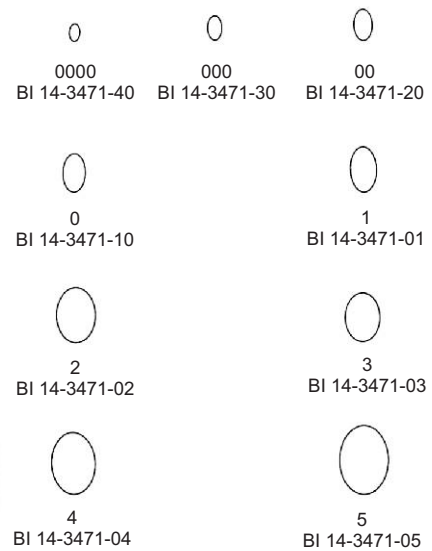 0000
BI 14-3471-40
000
BI 14-3471-30
00
BI 14-3471-20
0
BI 14-3471-10
1
BI 14-3471-01
2
BI 14-3471-02
3
BI 14-3471-03
4
BI 14-3471-04
5
BI 14-3471-05